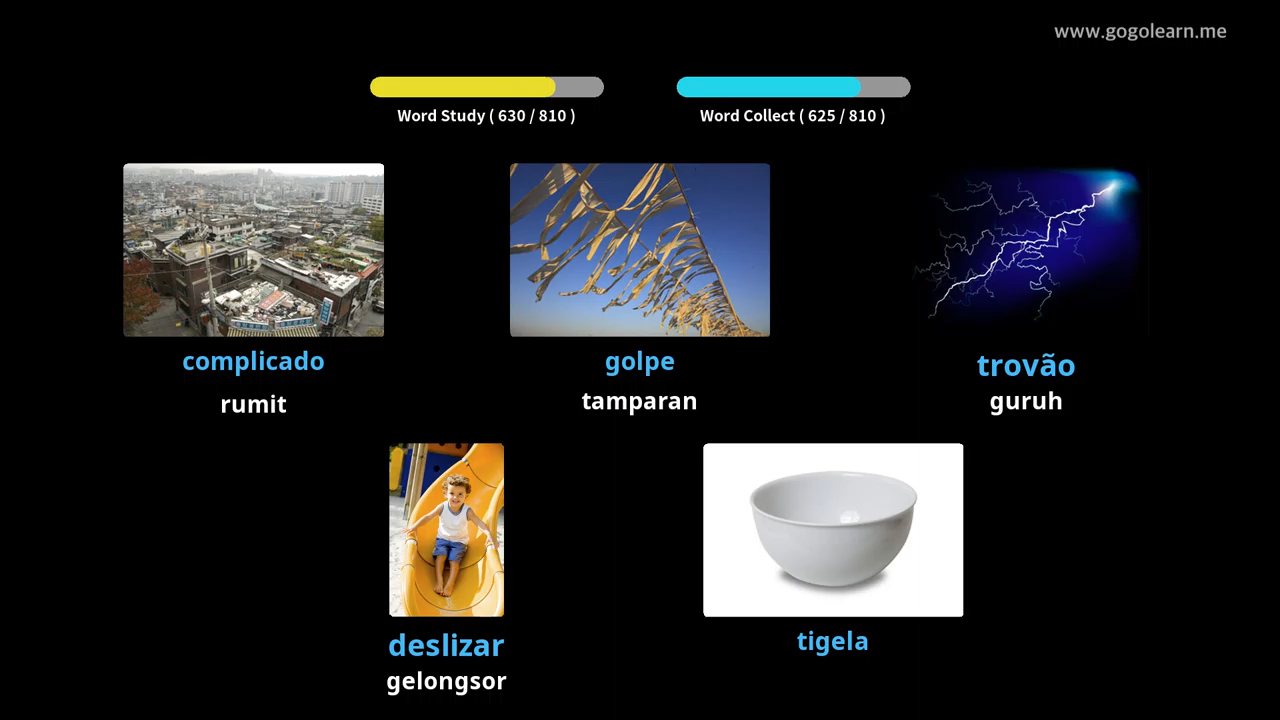 www.gogolearn.me
Word Study ( 630 / 810 )
Word Collect ( 625 / 810 )
complicado
rumit
golpe
tamparan
trovão
guruh
deslizar
gelongsor
tigela